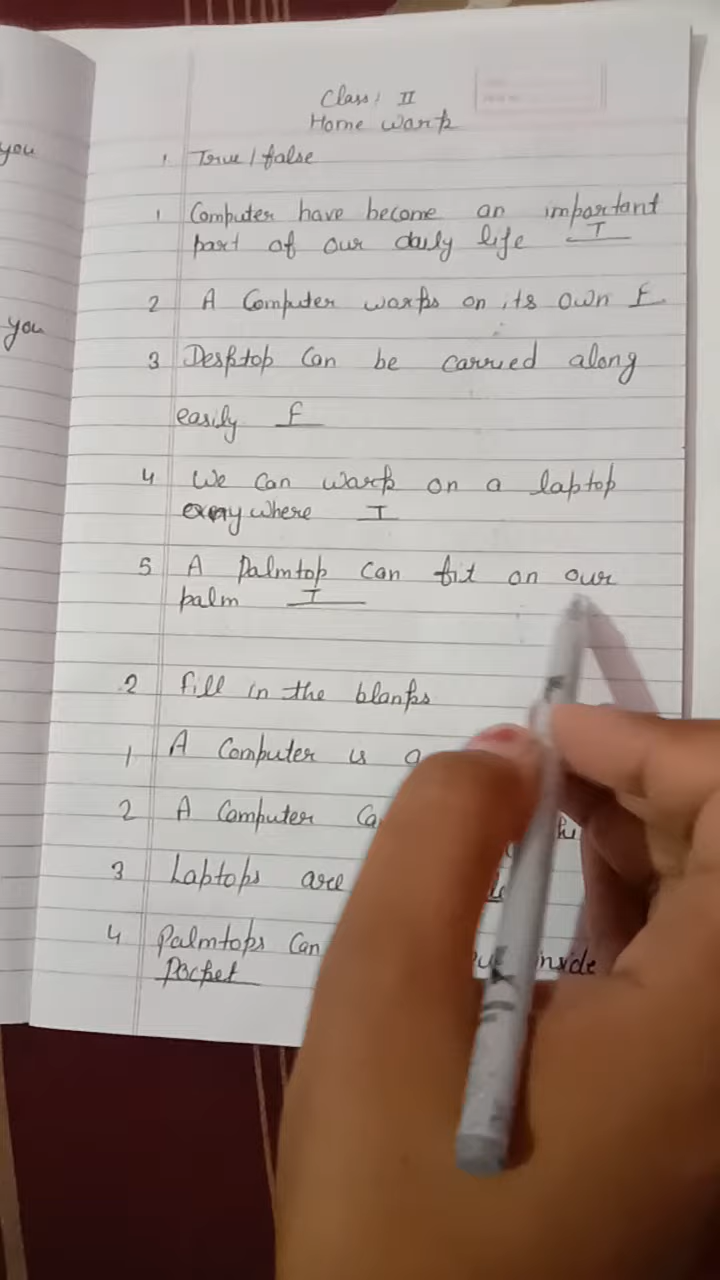 you
you
Class, II
Home work
1. True / false
1 Computer have become an important
part of our daily life T
2 A Computer works on its own F
3 Desktop Can be carried along
easily F
4 We Can work on a laptop
everywhere T
5 A Palmtop Can fit on our
palm T
2 fill in the blanks
1 A Computer is a
2 A Computer
3 Laptops are
4 Palmtops Can inside
Pocket